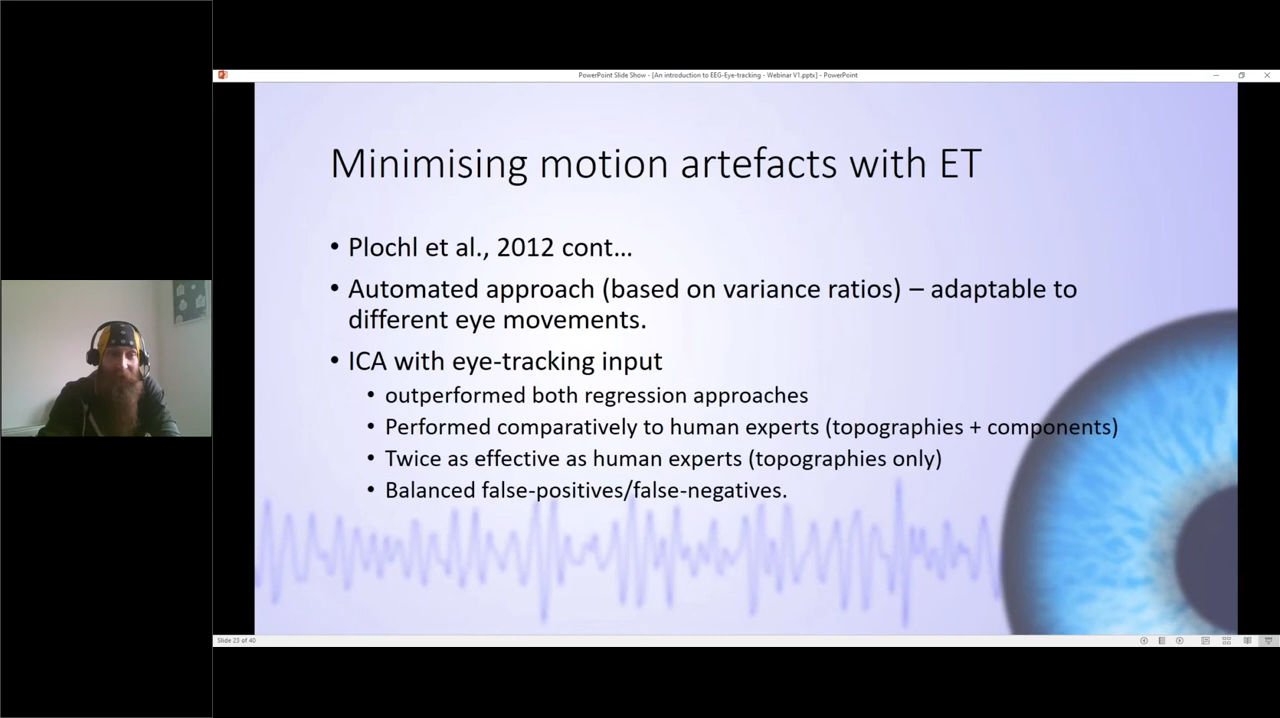 PowerPoint Slide Show - [An introduction to EEG-Eye-tracking - Webinar V1.pptx] - PowerPoint
Minimising motion artefacts with ET
• Plochl et al., 2012 cont...
• Automated approach (based on variance ratios) – adaptable to
different eye movements.
• ICA with eye-tracking input
• outperformed both regression approaches
• Performed comparatively to human experts (topographies + components)
• Twice as effective as human experts (topographies only)
• Balanced false-positives/false-negatives.
Slide 23 of 40